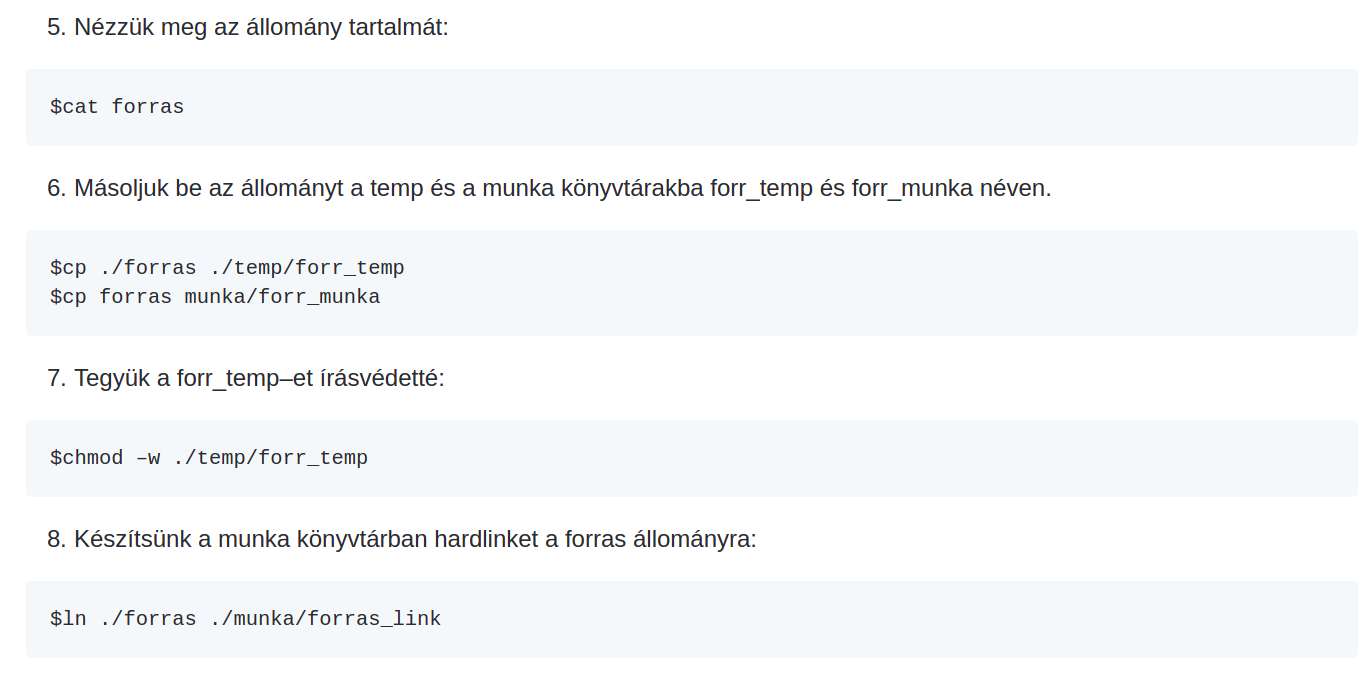 5. Nézzük meg az állomány tartalmát:
$cat forras
6. Másoljuk be az állományt a temp és a munka könyvtárakba forr_temp és forr_munka néven.
$cp ./forras ./temp/forr_temp
$cp forras munka/forr_munka
7. Tegyük a forr_temp–et írásvédetté:
$chmod –w ./temp/forr_temp
8. Készítsünk a munka könyvtárban hardlinket a forras állományra:
$ln ./forras ./munka/forras_link